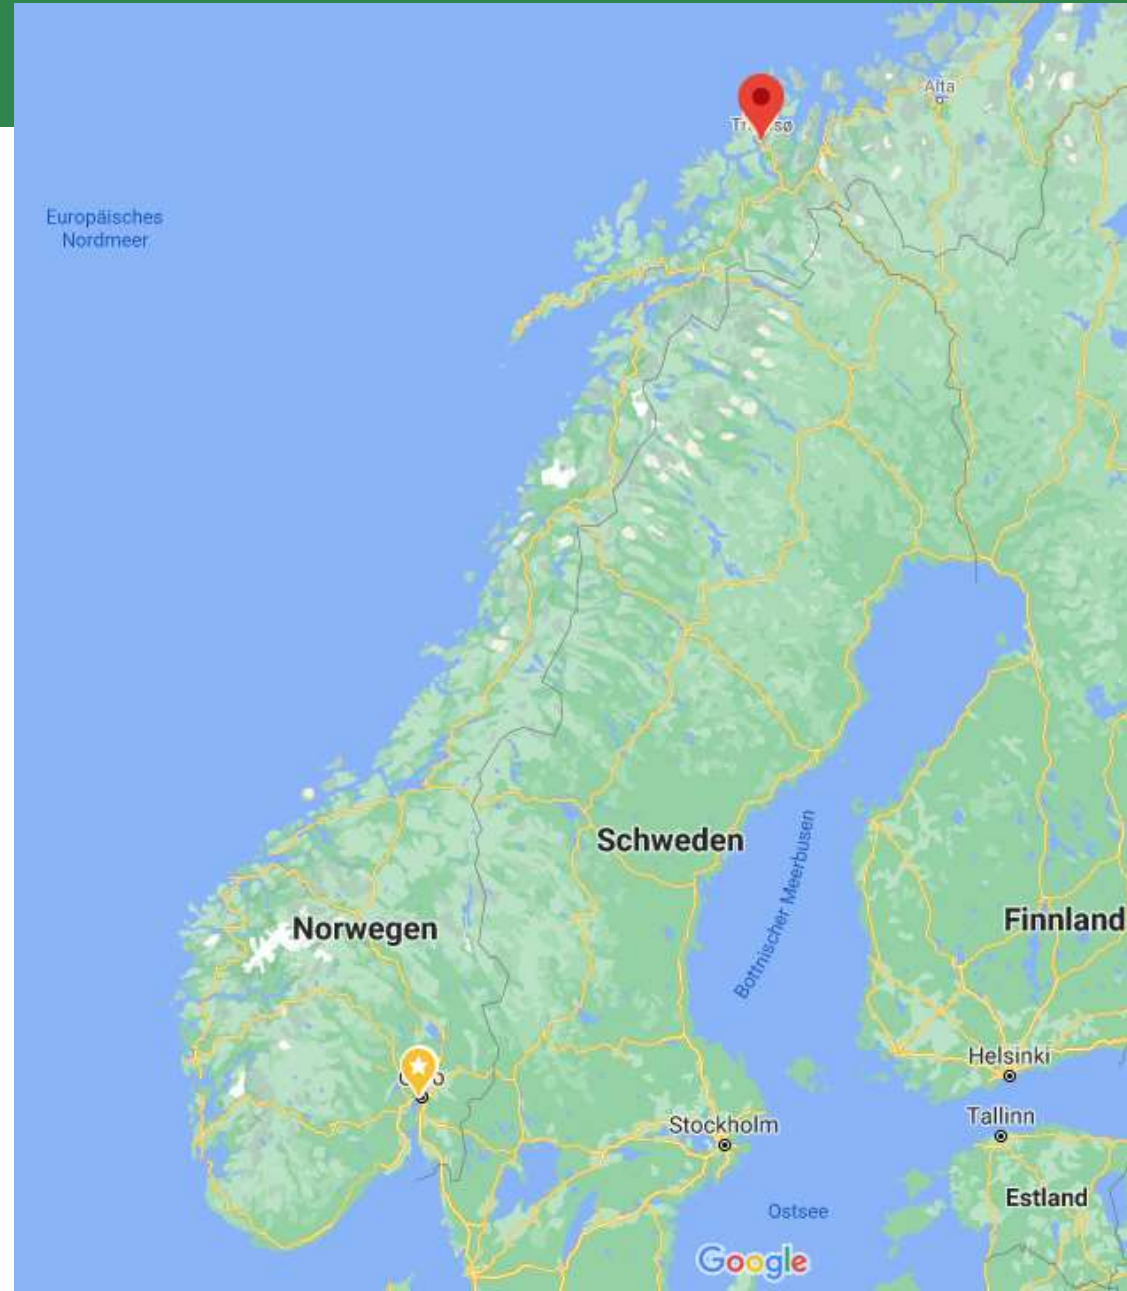 Alta
Europäisches
Nordmeer
Schweden
Bottnischer Meerbusen
Norwegen
Finnland
Helsinki
Tallinn
Stockholm
Estland
Ostsee
Google